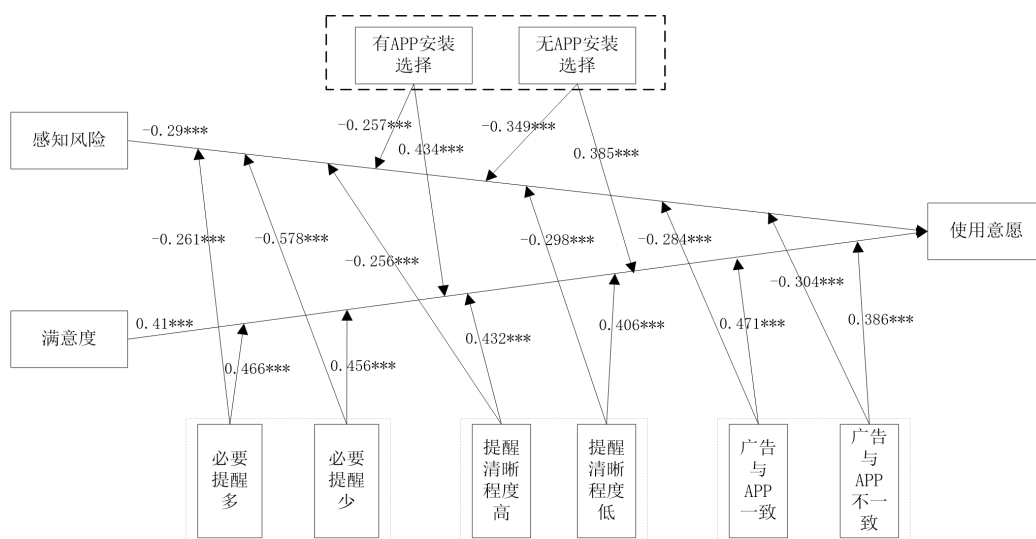 有APP安装
选择
无APP安装
选择
感知风险
-0.29***
-0.257***
-0.349***
0.434***
0.385***
使用意愿
-0.261***
-0.578***
-0.256***
-0.298***
-0.284***
-0.304***
满意度
0.41***
0.466***
0.456***
0.432***
0.406***
0.471***
0.386***
必要
提醒
多
必要
提醒
少
提醒
清晰
程度
高
提醒
清晰
程度
低
广告
与
APP
一致
广告
与
APP
不一
致